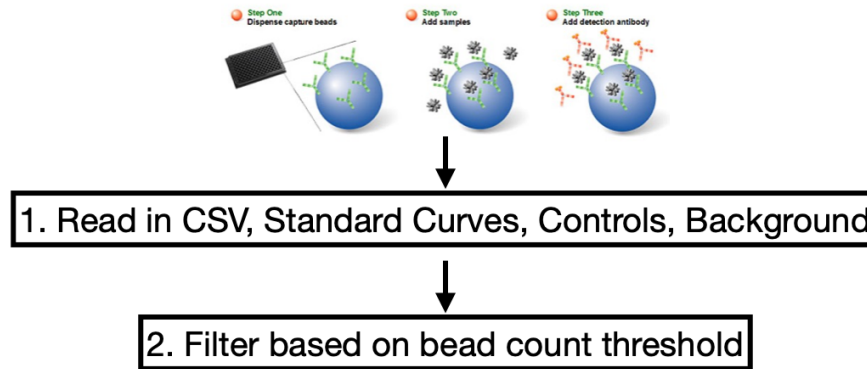 Step One
Dispense capture beads
Step Two
Add samples
Step Three
Add detection antibody
1. Read in CSV, Standard Curves, Controls, Background
2. Filter based on bead count threshold